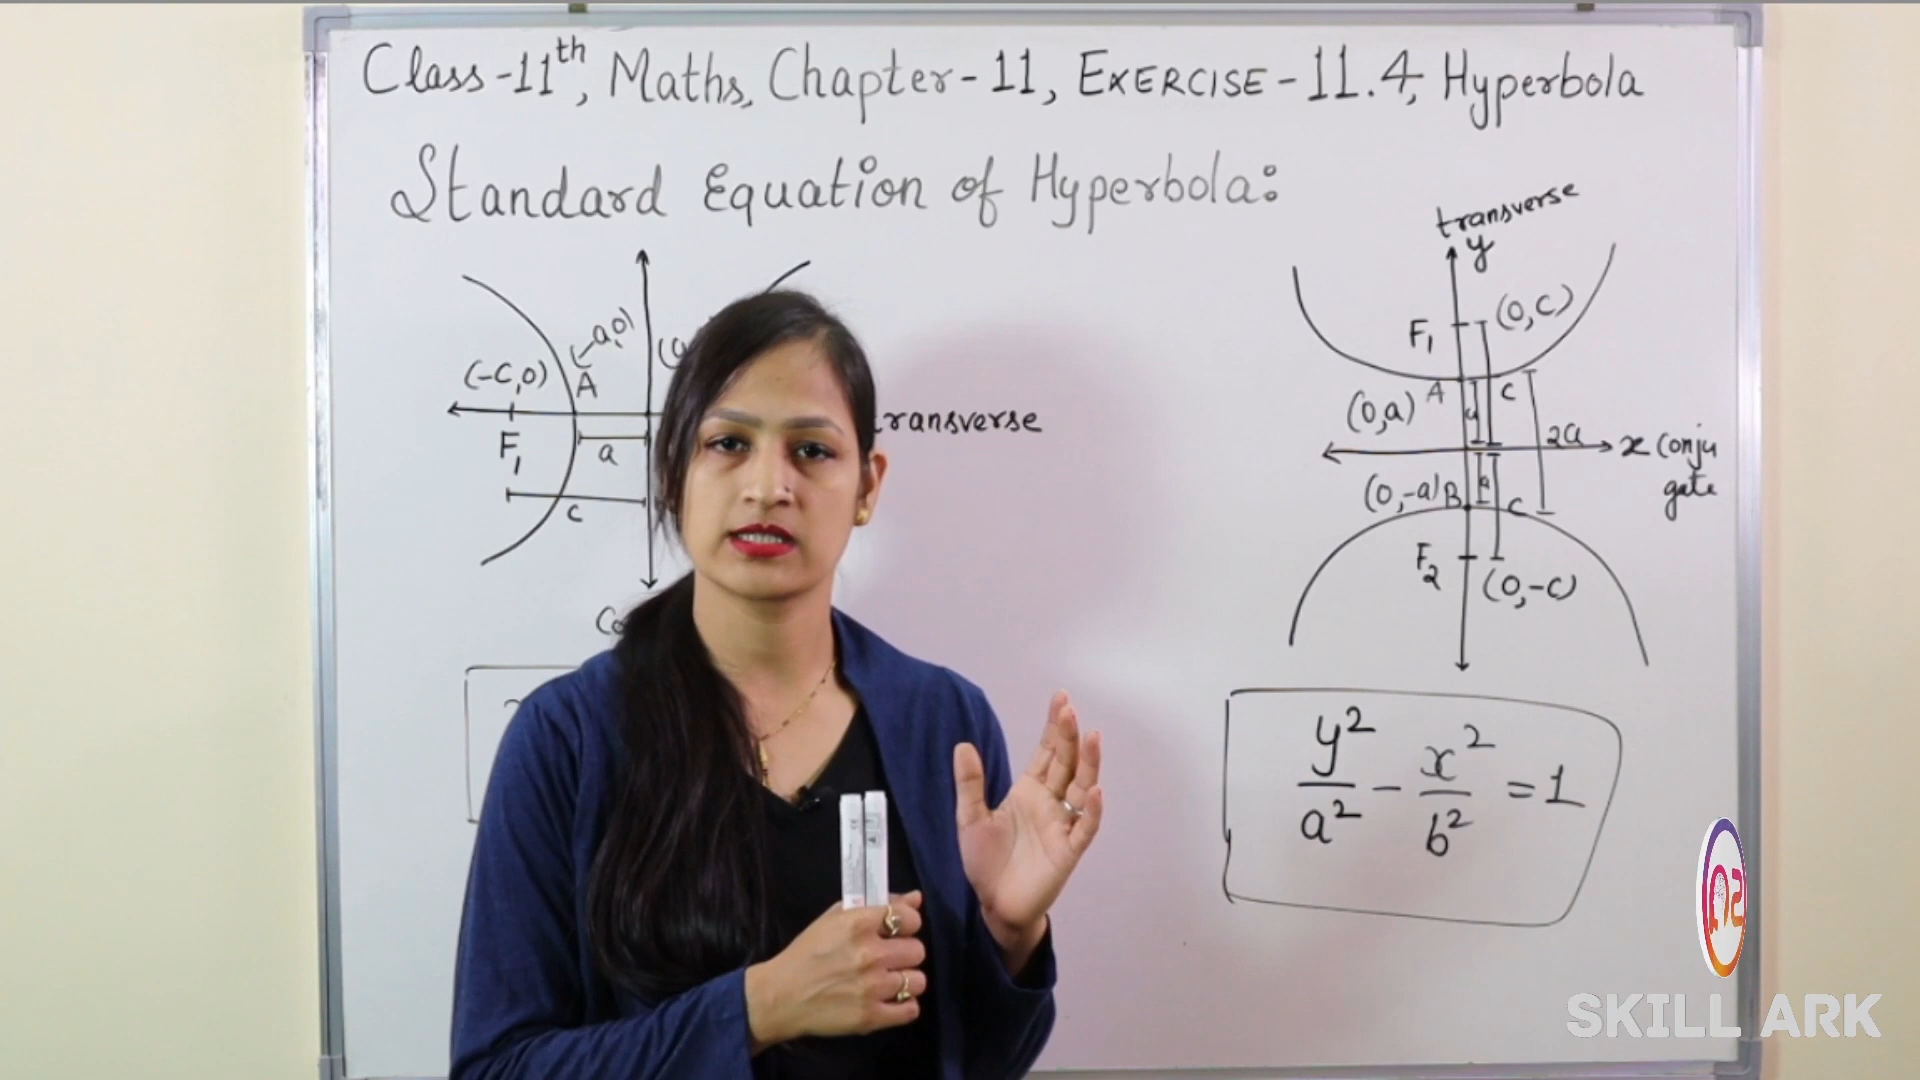 Class-11th, Maths, Chapter-11, EXERCISE-11.4, Hyperbola
Standard Equation of Hyperbola:
transverse
y
(-a,0)
(-c,0)
A
F1
a
c
transverse
F1
(0,c)
(0,a)
A
a
c
2a
x Conju
gate
(0,-a)
B
a
c
F2
(0,-c)
y²/a² - x²/b² = 1
SKILL ARK